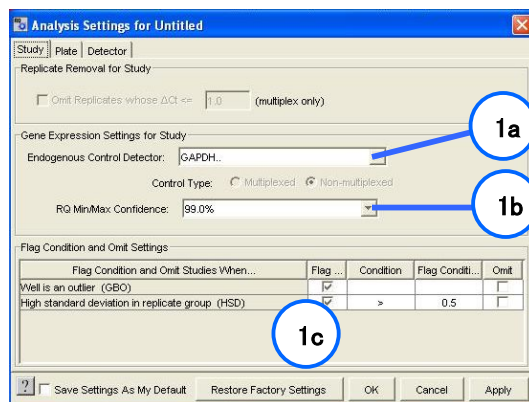 Analysis Settings for Untitled
Study Plate Detector
Replicate Removal for Study
Omit Replicates whose ΔCt <= 1.0 (multiplex only)
1a
Gene Expression Settings for Study
Endogenous Control Detector: GAPDH..
Control Type: Multiplexed Non-multiplexed
1b
RQ Min/Max Confidence: 99.0%
Flag Condition and Omit Settings
Flag Condition and Omit Studies When... Flag ... Condition Flag Conditi... Omit
Well is an outlier (GBO)
High standard deviation in replicate group (HSD) > 0.5
1c
? Save Settings As My Default Restore Factory Settings OK Cancel Apply